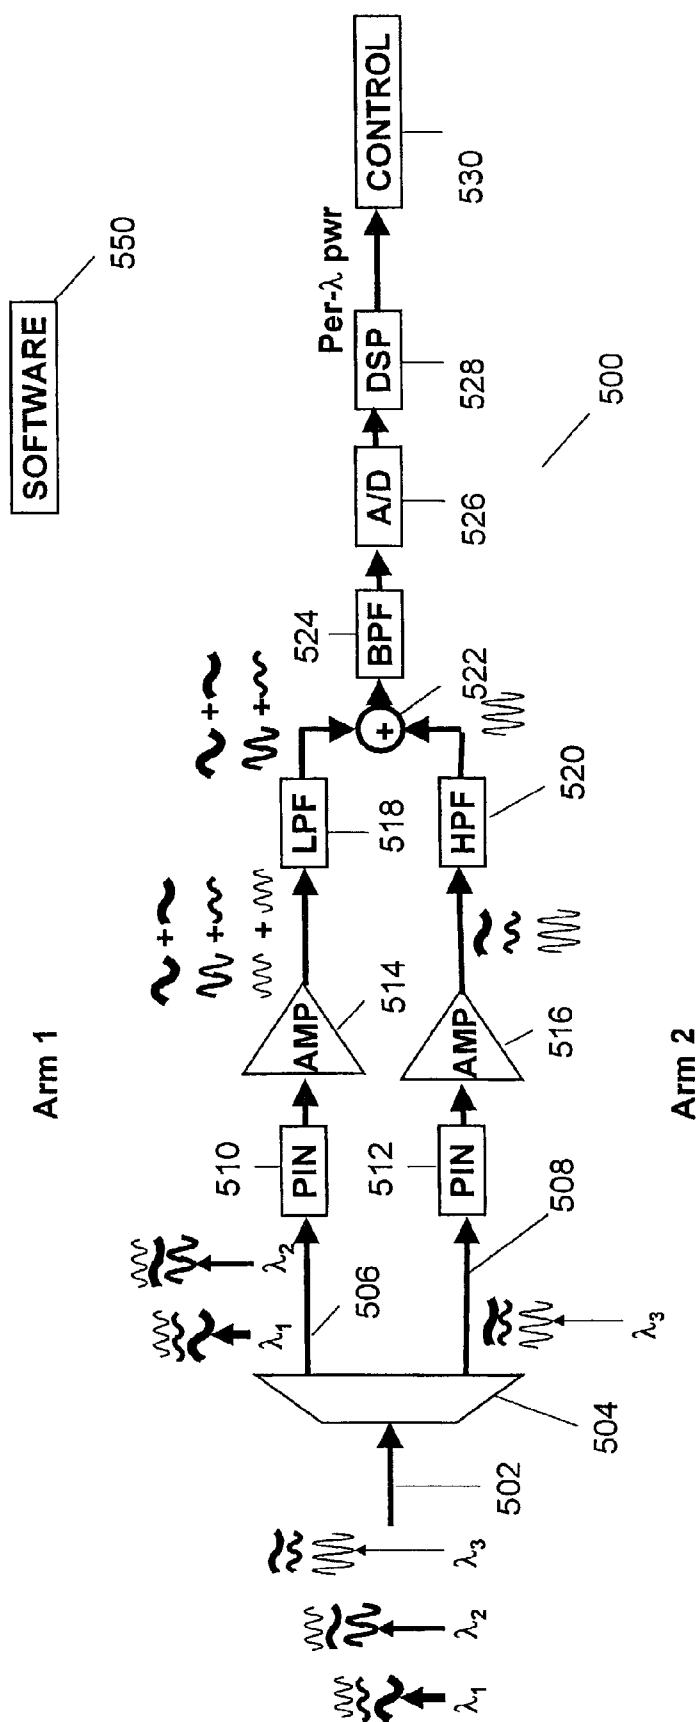 SOFTWARE
550
Arm 1
λ1
λ2
λ3
502
504
λ1
λ2
506
λ3
508
PIN
510
PIN
512
AMP
514
AMP
516
+
+
+
LPF
518
HPF
520
+
+
+
522
BPF
524
A/D
526
DSP
528
Per-λ pwr
CONTROL
530
500
Arm 2